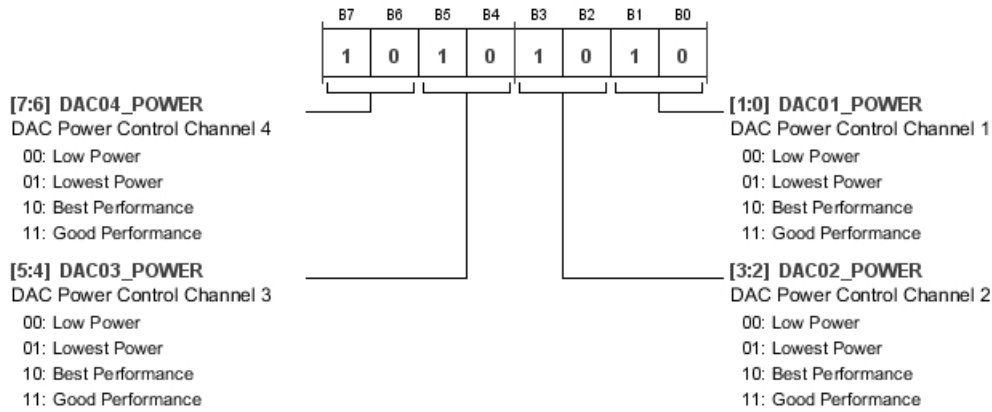 B7 B6 B5 B4 B3 B2 B1 B0
1 0 1 0 1 0 1 0
[7:6] DAC04_POWER
DAC Power Control Channel 4
00: Low Power
01: Lowest Power
10: Best Performance
11: Good Performance
[5:4] DAC03_POWER
DAC Power Control Channel 3
00: Low Power
01: Lowest Power
10: Best Performance
11: Good Performance
[1:0] DAC01_POWER
DAC Power Control Channel 1
00: Low Power
01: Lowest Power
10: Best Performance
11: Good Performance
[3:2] DAC02_POWER
DAC Power Control Channel 2
00: Low Power
01: Lowest Power
10: Best Performance
11: Good Performance